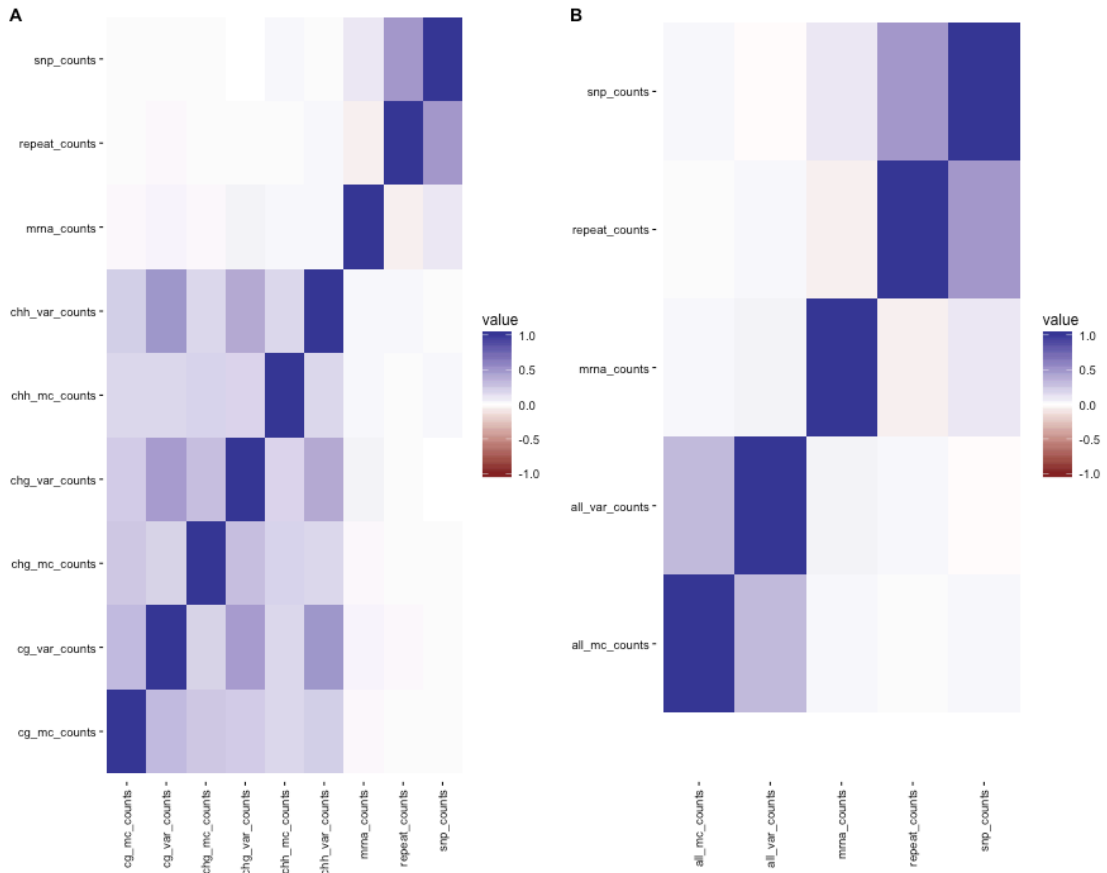 A
snp_counts
repeat_counts
mrna_counts
chh_var_counts
chh_mc_counts
chg_var_counts
chg_mc_counts
cg_var_counts
cg_mc_counts
cg_mc_counts
cg_var_counts
chg_mc_counts
chg_var_counts
chh_mc_counts
chh_var_counts
mrna_counts
repeat_counts
snp_counts
value
1.0
0.5
0.0
-0.5
-1.0
B
snp_counts
repeat_counts
mrna_counts
all_var_counts
all_mc_counts
all_mc_counts
all_var_counts
mrna_counts
repeat_counts
snp_counts
value
1.0
0.5
0.0
-0.5
-1.0